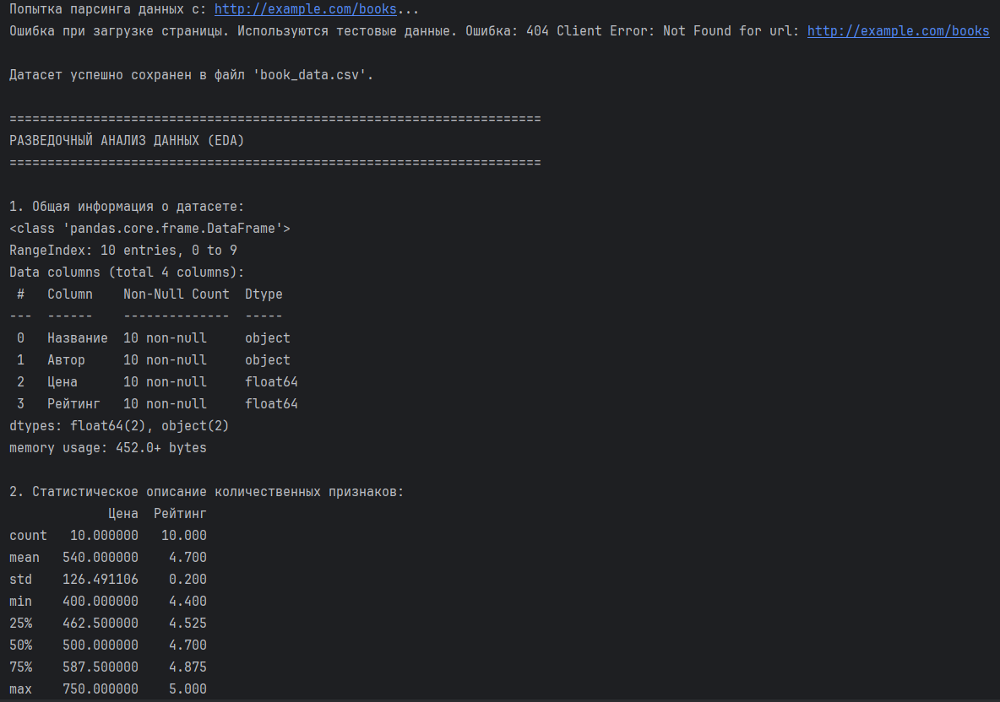 Попытка парсинга данных с: http://example.com/books...
Ошибка при загрузке страницы. Используются тестовые данные. Ошибка: 404 Client Error: Not Found for url: http://example.com/books
Датасет успешно сохранен в файл 'book_data.csv'.
======================================================================
РАЗВЕДОЧНЫЙ АНАЛИЗ ДАННЫХ (EDA)
======================================================================
1. Общая информация о датасете:
<class 'pandas.core.frame.DataFrame'>
RangeIndex: 10 entries, 0 to 9
Data columns (total 4 columns):
 #   Column    Non-Null Count  Dtype
---  ------    --------------  -----
 0   Название  10 non-null     object
 1   Автор     10 non-null     object
 2   Цена      10 non-null     float64
 3   Рейтинг   10 non-null     float64
dtypes: float64(2), object(2)
memory usage: 452.0+ bytes
2. Статистическое описание количественных признаков:
             Цена  Рейтинг
count   10.000000   10.000
mean   540.000000    4.700
std    126.491106    0.200
min    400.000000    4.400
25%    462.500000    4.525
50%    500.000000    4.700
75%    587.500000    4.875
max    750.000000    5.000